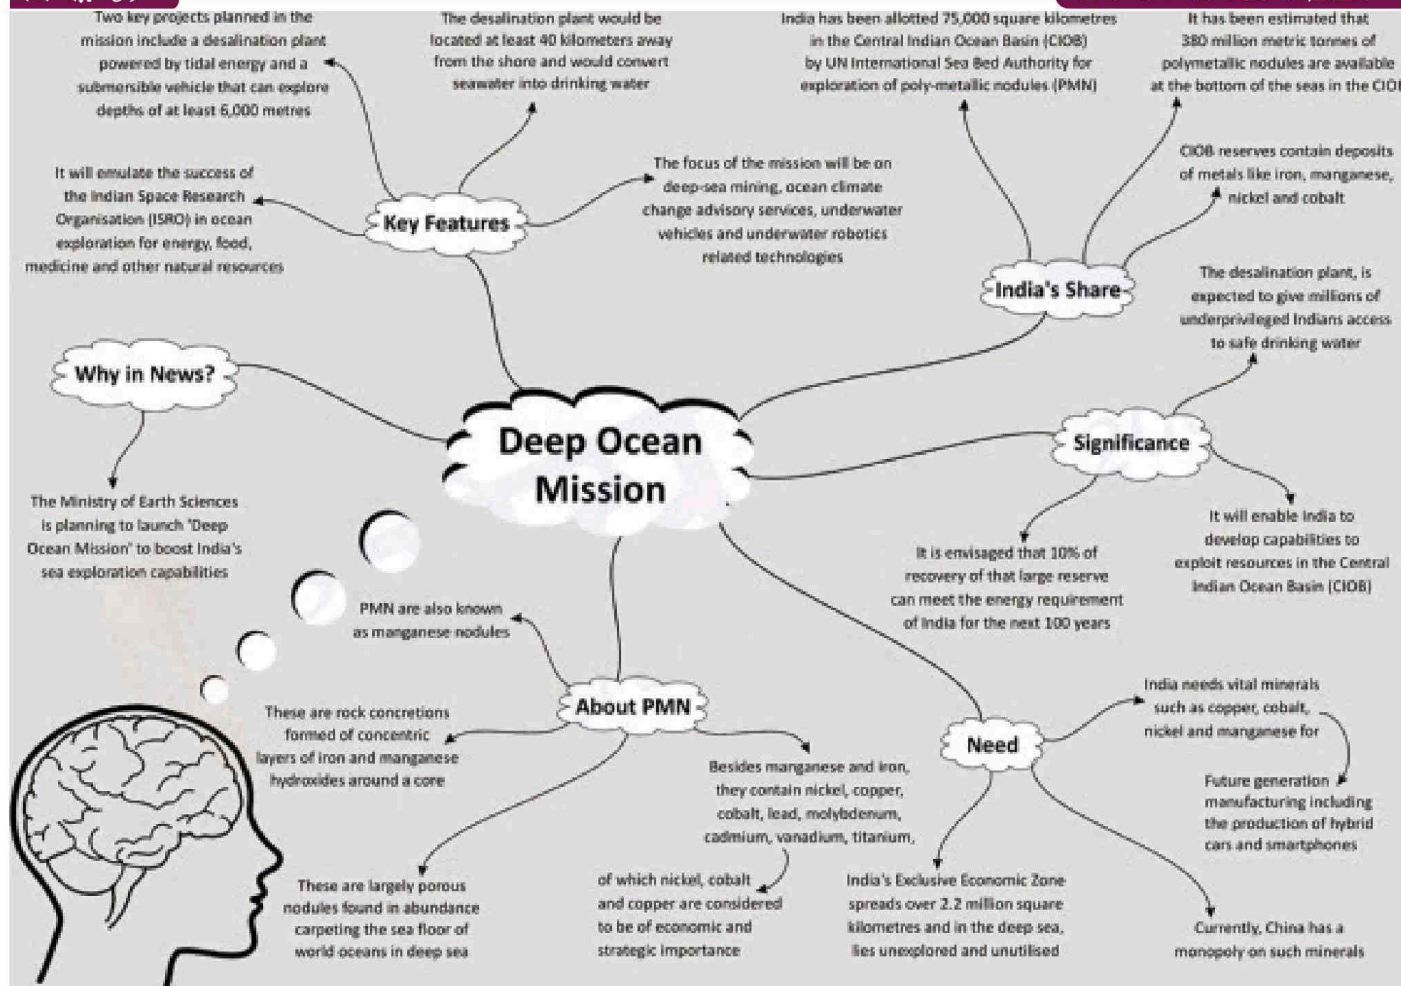 Two key projects planned in the
mission include a desalination plant
powered by tidal energy and a
submersible vehicle that can explore
depths of at least 6,000 metres
The desalination plant would be
located at least 40 kilometers away
from the shore and would convert
seawater into drinking water
India has been allotted 75,000 square kilometres
in the Central Indian Ocean Basin (CIOB)
by UN International Sea Bed Authority for
exploration of poly-metallic nodules (PMN)
It has been estimated that
380 million metric tonnes of
polymetallic nodules are available
at the bottom of the seas in the CIOB
It will emulate the success of
the Indian Space Research
Organisation (ISRO) in ocean
exploration for energy, food,
medicine and other natural resources
Key Features
The focus of the mission will be on
deep-sea mining, ocean climate
change advisory services, underwater
vehicles and underwater robotics
related technologies
CIOB reserves contain deposits
of metals like iron, manganese,
nickel and cobalt
India's Share
The desalination plant, is
expected to give millions of
underprivileged Indians access
to safe drinking water
Why in News?
Deep Ocean
Mission
Significance
The Ministry of Earth Sciences
is planning to launch 'Deep
Ocean Mission' to boost India's
sea exploration capabilities
It is envisaged that 10% of
recovery of that large reserve
can meet the energy requirement
of India for the next 100 years
It will enable India to
develop capabilities to
exploit resources in the Central
Indian Ocean Basin (CIOB)
PMN are also known
as manganese nodules
About PMN
These are rock concretions
formed of concentric
layers of iron and manganese
hydroxides around a core
Besides manganese and iron,
they contain nickel, copper,
cobalt, lead, molybdenum,
cadmium, vanadium, titanium,
of which nickel, cobalt
and copper are considered
to be of economic and
strategic importance
These are largely porous
nodules found in abundance
carpeting the sea floor of
world oceans in deep sea
Need
India needs vital minerals
such as copper, cobalt,
nickel and manganese for
Future generation
manufacturing including
the production of hybrid
cars and smartphones
India's Exclusive Economic Zone
spreads over 2.2 million square
kilometres and in the deep sea,
lies unexplored and unutilised
Currently, China has a
monopoly on such minerals